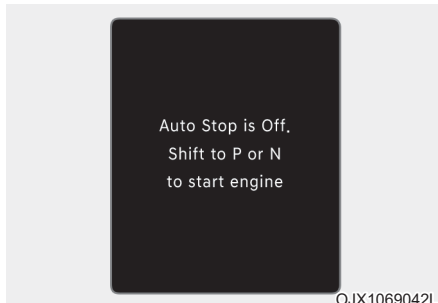 Auto Stop is Off.
Shift to P or N
to start engine
OJX1069042L